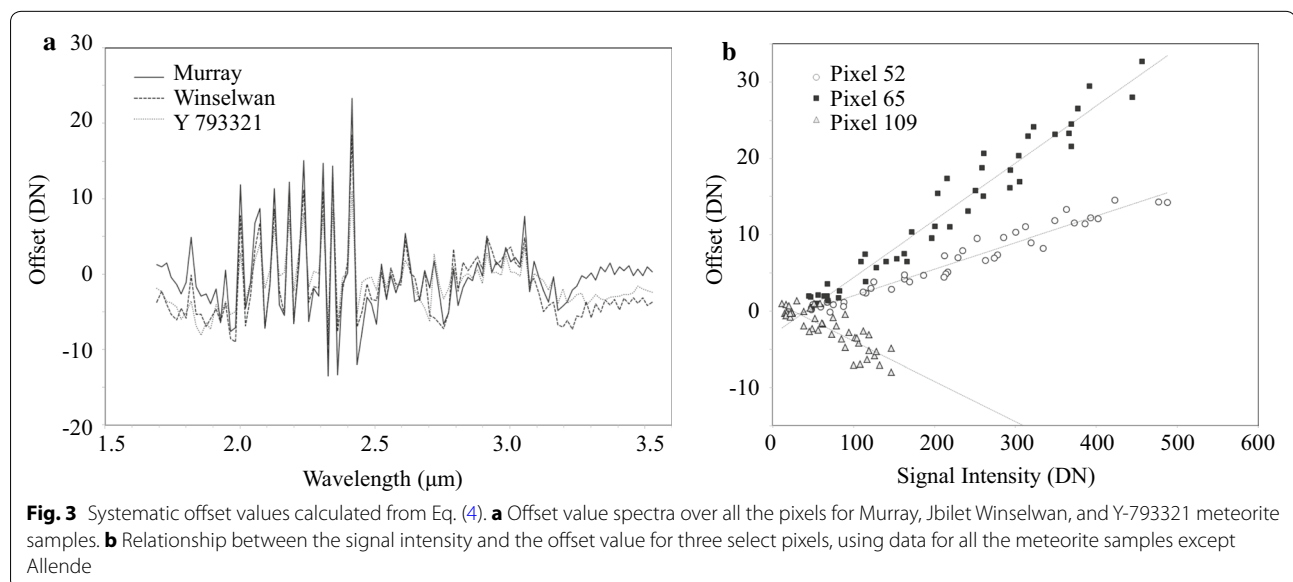 a
30
20
10
0
-10
-20
Offset (DN)
Murray
Winselwan
Y 793321
1.5
2.0
2.5
3.0
3.5
Wavelength (μm)
b
30
20
10
0
-10
Offset (DN)
Pixel 52
Pixel 65
Pixel 109
0
100
200
300
400
500
600
Signal Intensity (DN)
Fig. 3 Systematic offset values calculated from Eq. (4). a Offset value spectra over all the pixels for Murray, Jbilet Winselwan, and Y-793321 meteorite
samples. b Relationship between the signal intensity and the offset value for three select pixels, using data for all the meteorite samples except
Allende